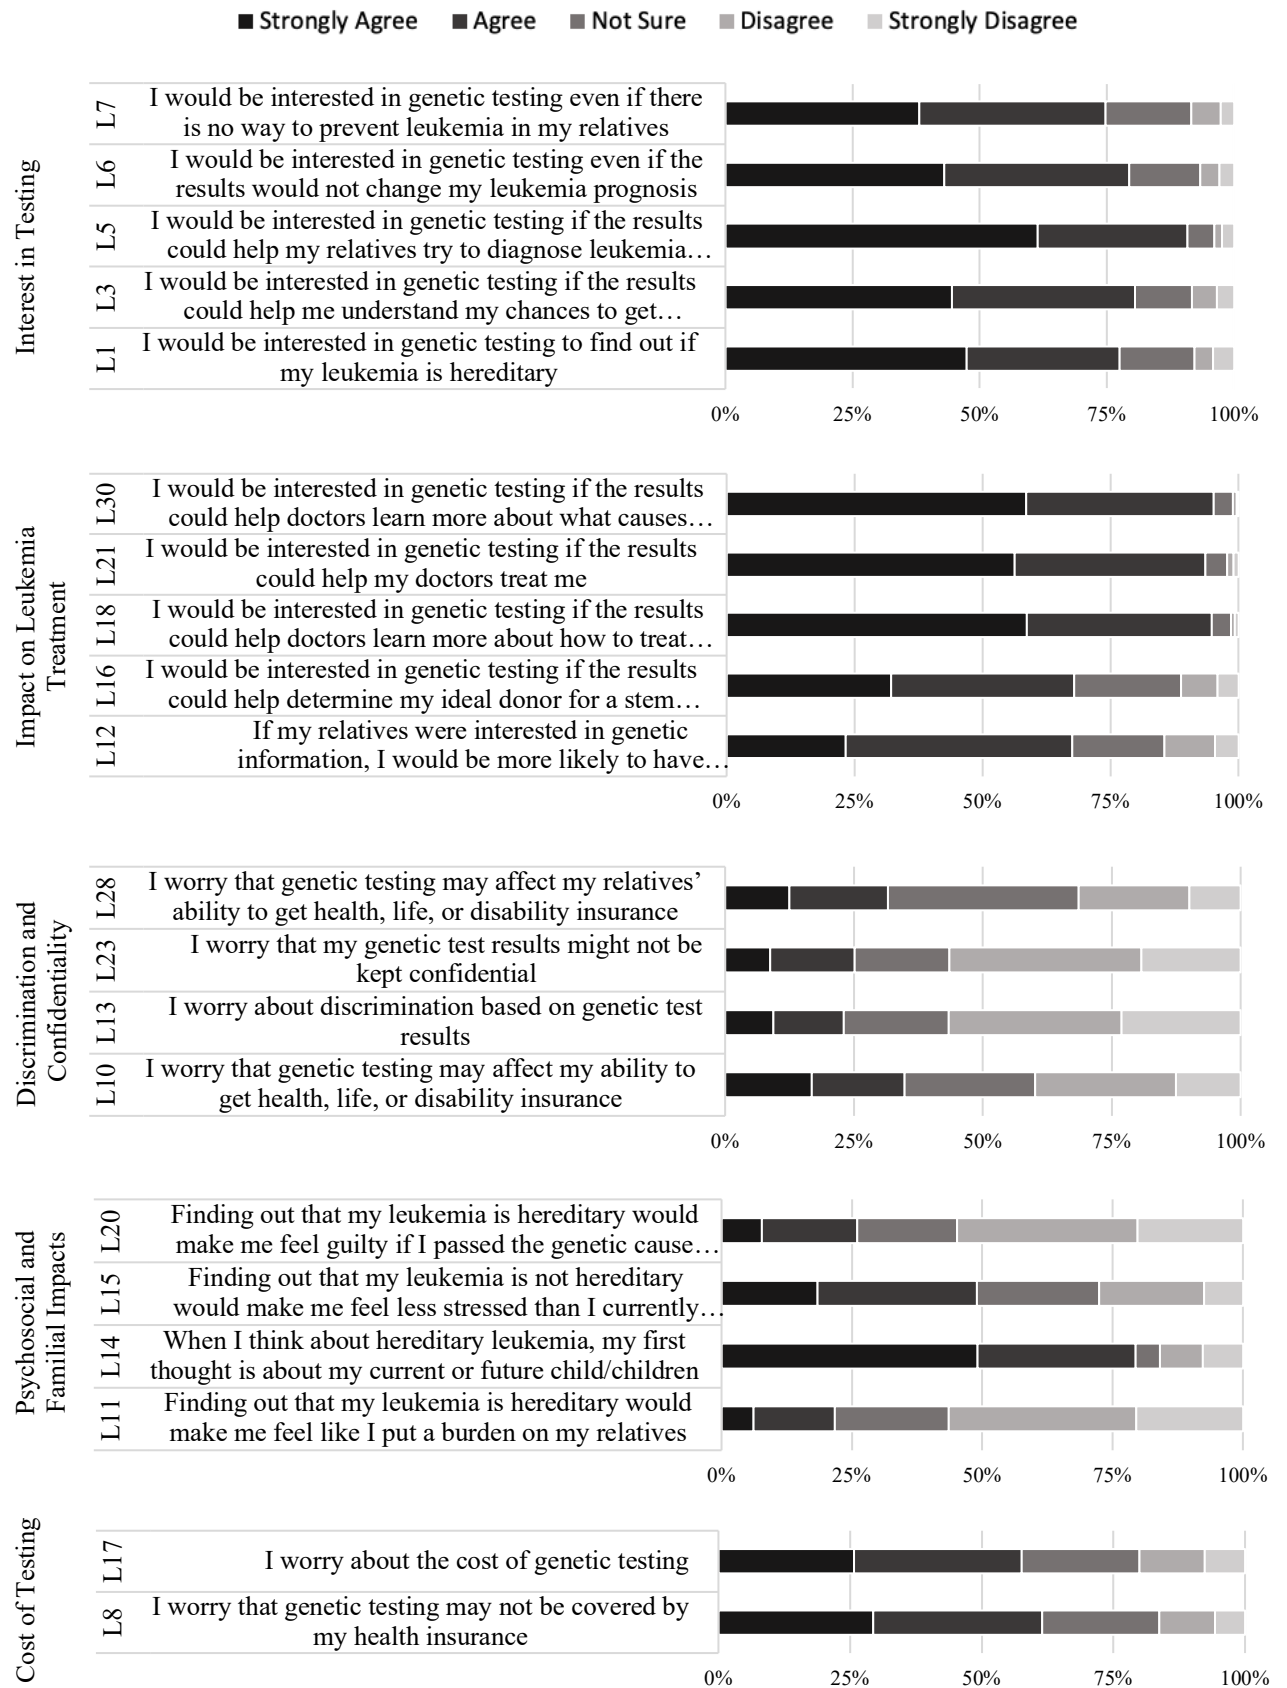 Strongly Agree Agree Not Sure Disagree Strongly Disagree
Interest in Testing
L7
I would be interested in genetic testing even if there
is no way to prevent leukemia in my relatives
L6
I would be interested in genetic testing even if the
results would not change my leukemia prognosis
L5
I would be interested in genetic testing if the results
could help my relatives try to diagnose leukemia…
L3
I would be interested in genetic testing if the results
could help me understand my chances to get…
L1
I would be interested in genetic testing to find out if
my leukemia is hereditary
0% 25% 50% 75% 100%
Impact on Leukemia
Treatment
L30
I would be interested in genetic testing if the results
could help doctors learn more about what causes…
L21
I would be interested in genetic testing if the results
could help my doctors treat me
L18
I would be interested in genetic testing if the results
could help doctors learn more about how to treat…
L16
I would be interested in genetic testing if the results
could help determine my ideal donor for a stem…
L12
If my relatives were interested in genetic
information, I would be more likely to have…
0% 25% 50% 75% 100%
Discrimination and
Confidentiality
L28
I worry that genetic testing may affect my relatives’
ability to get health, life, or disability insurance
L23
I worry that my genetic test results might not be
kept confidential
L13
I worry about discrimination based on genetic test
results
L10
I worry that genetic testing may affect my ability to
get health, life, or disability insurance
0% 25% 50% 75% 100%
Psychosocial and
Familial Impacts
L20
Finding out that my leukemia is hereditary would
make me feel guilty if I passed the genetic cause…
L15
Finding out that my leukemia is not hereditary
would make me feel less stressed than I currently…
L14
When I think about hereditary leukemia, my first
thought is about my current or future child/children
L11
Finding out that my leukemia is hereditary would
make me feel like I put a burden on my relatives
0% 25% 50% 75% 100%
Cost of Testing
L17
I worry about the cost of genetic testing
L8
I worry that genetic testing may not be covered by
my health insurance
0% 25% 50% 75% 100%